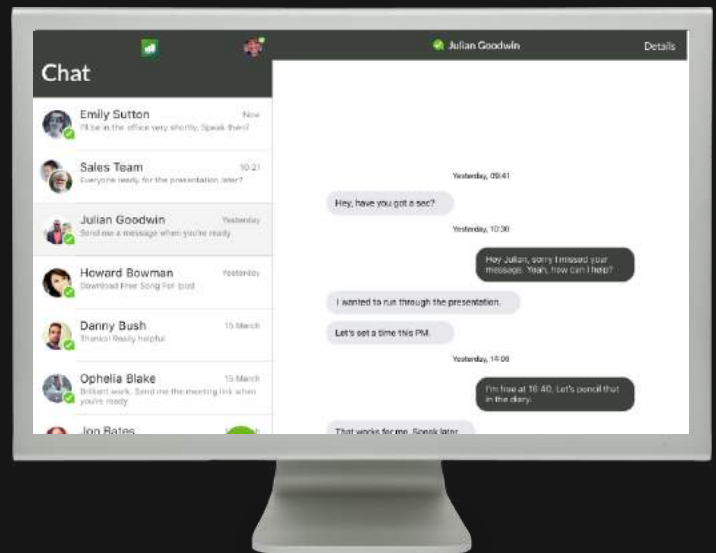 Chat
Emily Sutton
Now
I'll be in the office very shortly. Speak then?
Sales Team
10:21
Everyone ready for the presentation later?
Julian Goodwin
Yesterday
Send me a message when you're ready
Howard Bowman
Yesterday
Download Free Song For Ipod
Danny Bush
15 March
Thanks! Really helpful
Ophelia Blake
15 March
Brilliant work. Send me the meeting link when
you're ready
Jon Bates
Julian Goodwin
Details
Yesterday, 09:41
Hey, have you got a sec?
Yesterday, 10:30
Hey Julian, sorry I missed your
message. Yeah, how can I help?
I wanted to run through the presentation.
Let's set a time this PM.
Yesterday, 14:06
I'm free at 16:40, Let's pencil that
in the diary.
That works for me. Speak later.